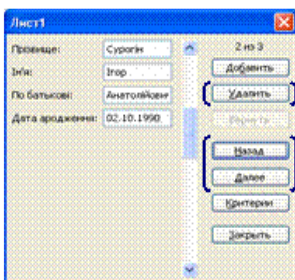 Лист1
Прізвище: Сурогін
2 из 3
Ім'я: Ігор
Добавить
По батькові: Анатолійович
Удалить
Дата народження: 02.10.1990
Вернуть
Назад
Далее
Критерии
Закрыть